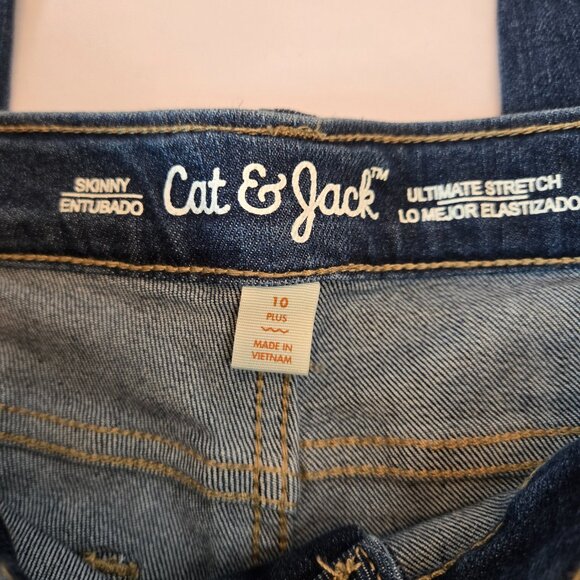 SKINNY
ENTUBADO
Cat & Jack™
ULTIMATE STRETCH
LO MEJOR ELASTIZADO
10
PLUS
MADE IN
VIETNAM